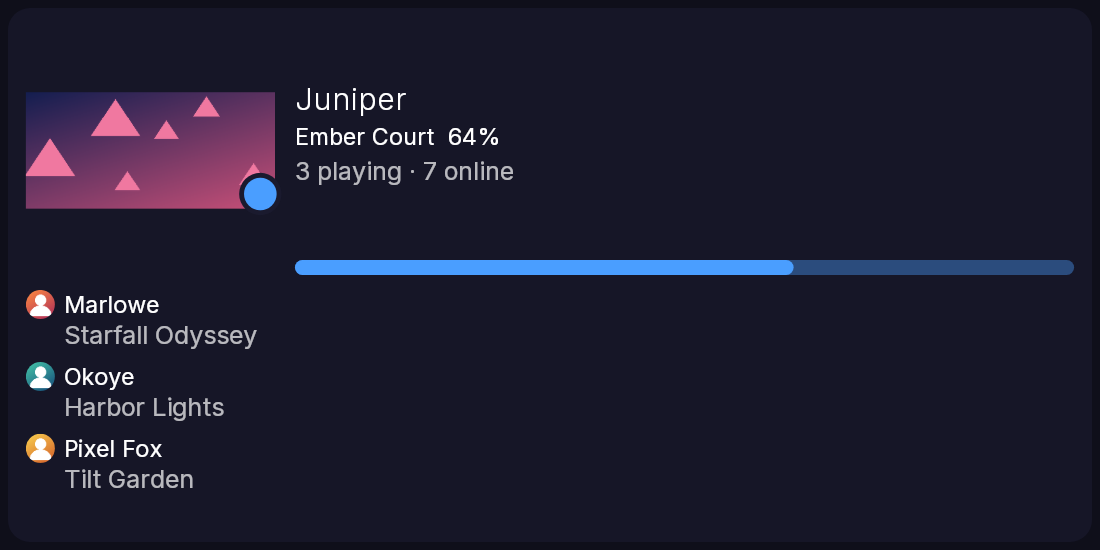 Juniper
Ember Court 64%
3 playing · 7 online
Marlowe
Starfall Odyssey
Okoye
Harbor Lights
Pixel Fox
Tilt Garden